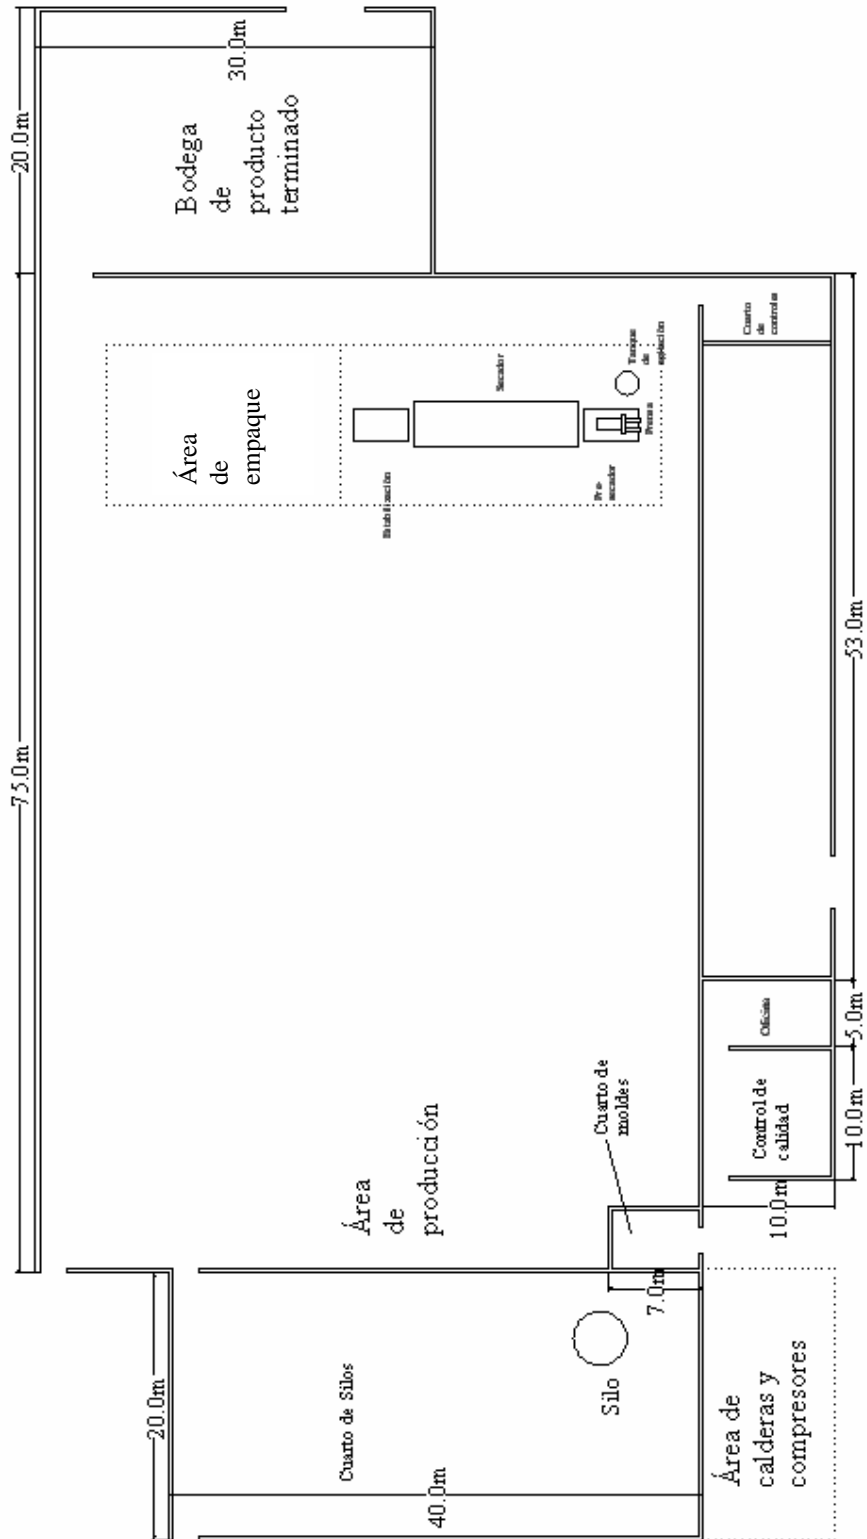 20.0m
30.0m
Bodega
de
producto
terminado
75.0m
Área
de
empaque
Secador
Estabilización
Pre-
secador
Prensa
Tanque
de
Cuarto
de
controles
53.0m
Área
de
producción
Cuarto de
moldes
Oficina
5.0m
Control de
calidad
10.0m
10.0m
7.0m
20.0m
Cuarto de Silos
40.0m
Silo
Área de
calderas y
compresores